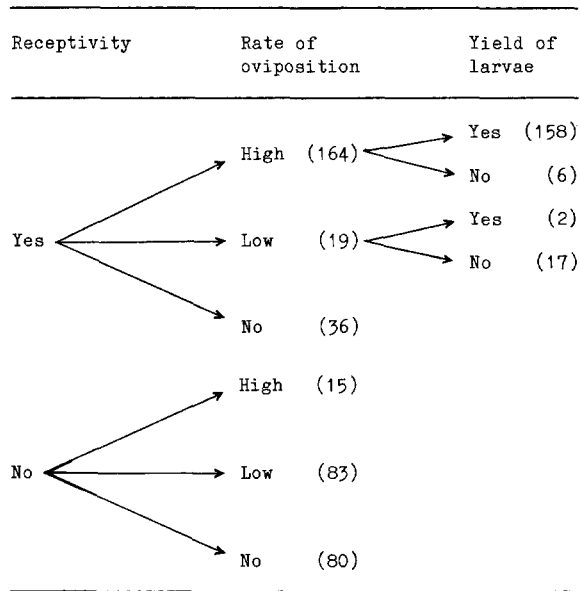 Receptivity Rate of oviposition Yield of larvae
Yes (158)
High (164)
No (6)
Yes (2)
Yes Low (19)
No (17)
No (36)
High (15)
No Low (83)
No (80)